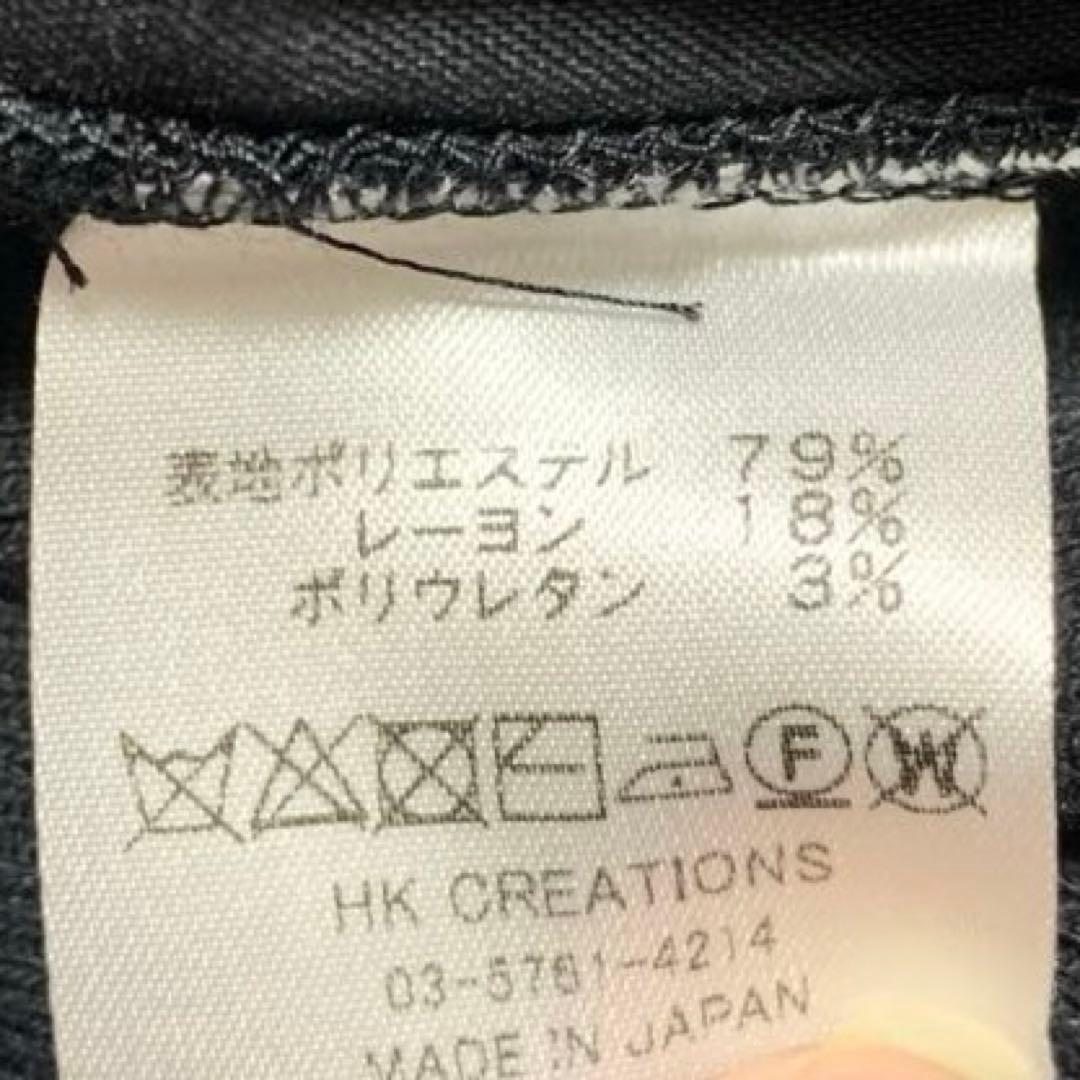 表地ポリエステル 79%
レーヨン 18%
ポリウレタン 3%
F W
HK CREATIONS
03-5761-4214
MADE IN JAPAN